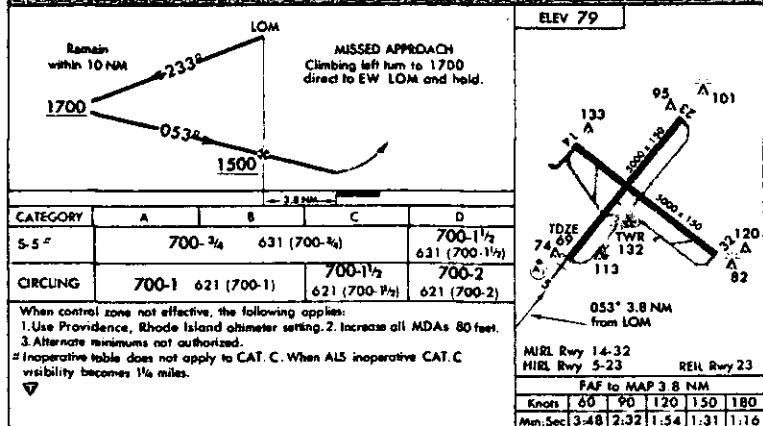 LOM
Remain
within 10 NM
233°
MISSED APPROACH
Climbing left turn to 1700
direct to EW LOM and hold.
1700
053°
1500
3.8 NM
CATEGORY A B C D
S-5 # 700-¾ 631 (700-¾) 700-1½
631 (700-1½)
CIRCLING 700-1 621 (700-1) 700-1½
621 (700-1½) 700-2
621 (700-2)
When control zone not effective, the following applies:
1. Use Providence, Rhode Island altimeter setting. 2. Increase all MDAs 80 feet.
3. Alternate minimums not authorized.
# Inoperative table does not apply to CAT. C. When ALS inoperative CAT. C
visibility becomes 1¼ miles.
T
ELEV 79
95
101
133
23
14
5000 x 150
5000 x 150
TDZE
69
74
TWR
132
113
32
120
82
5
053° 3.8 NM
from LOM
MIRL Rwy 14-32
HIRL Rwy 5-23 REIL Rwy 23
FAF to MAP 3.8 NM
Knots 60 90 120 150 180
Min:Sec 3:48 2:32 1:54 1:31 1:16